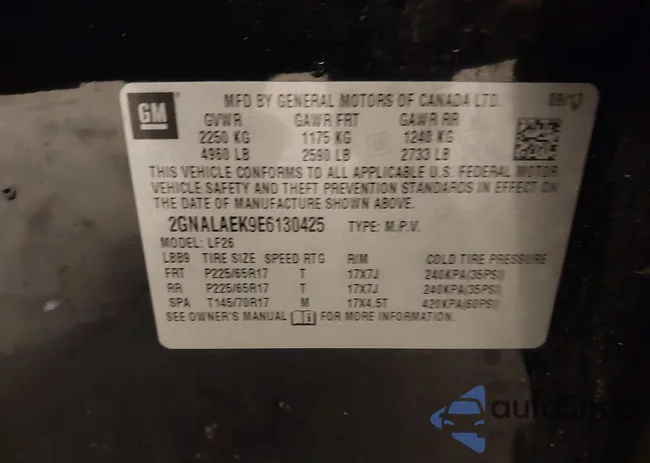 GM
MFD BY GENERAL MOTORS OF CANADA LTD.
GVWR GAWR FRT GAWR RR
2250 KG 1175 KG 1240 KG
4960 LB 2590 LB 2733 LB
THIS VEHICLE CONFORMS TO ALL APPLICABLE U.S. FEDERAL MOTOR
VEHICLE SAFETY AND THEFT PREVENTION STANDARDS IN EFFECT ON
THE DATE OF MANUFACTURE SHOWN ABOVE.
2GNALAEK9E6130425 TYPE: M.P.V.
MODEL: LF26
LBB9 TIRE SIZE SPEED RTG RIM COLD TIRE PRESSURE
FRT P225/65R17 T 17X7J 240KPA(35PSI)
RR P225/65R17 T 17X7J 240KPA(35PSI)
SPA T145/70R17 M 17X4.5T 420KPA(60PSI)
SEE OWNER'S MANUAL FOR MORE INFORMATION.